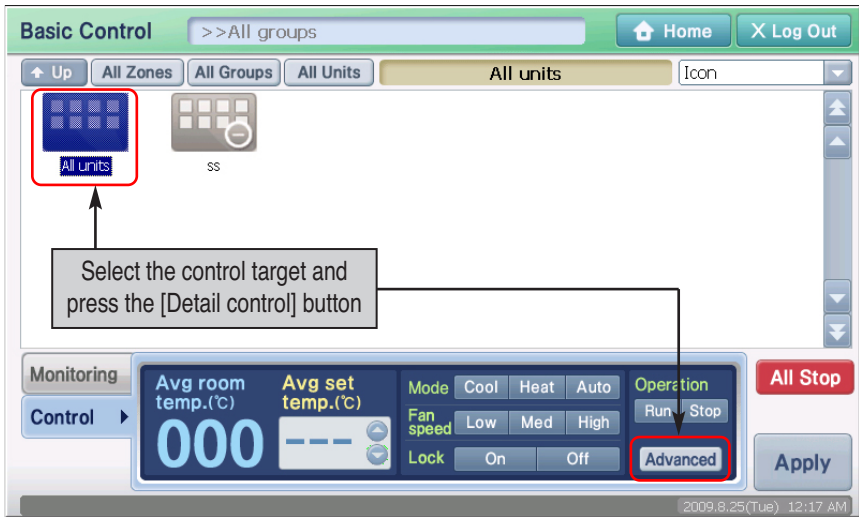 Basic Control
>>All groups
Home
X Log Out
Up
All Zones
All Groups
All Units
All units
Icon
All units
ss
Select the control target and
press the [Detail control] button
Monitoring
Control
Avg room
temp.(℃)
000
Avg set
temp.(℃)
---
Mode Cool Heat Auto
Fan
speed Low Med High
Lock On Off
Operation
Run Stop
Advanced
All Stop
Apply
2009.8.25(Tue) 12:17 AM